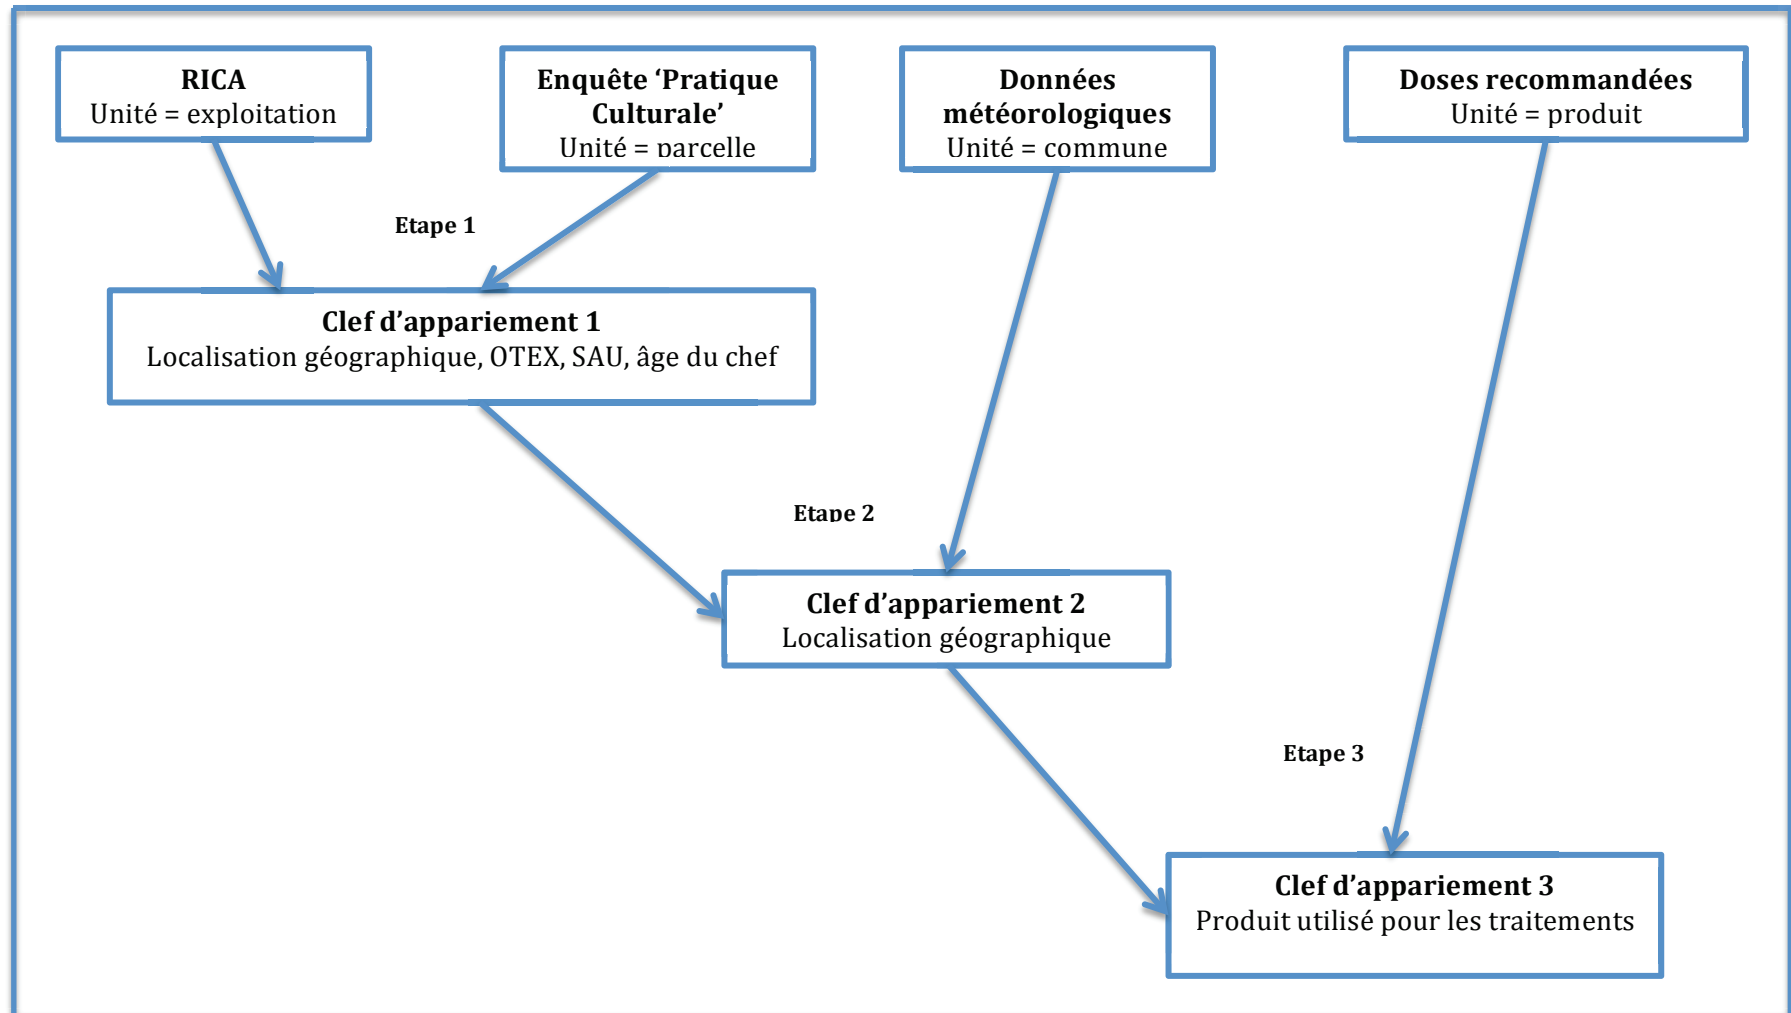 RICA
Unité = exploitation
Enquête ‘Pratique
Culturale’
Unité = parcelle
Données
météorologiques
Unité = commune
Doses recommandées
Unité = produit
Etape 1
Clef d’appariement 1
Localisation géographique, OTEX, SAU, âge du chef
Etape 2
Clef d’appariement 2
Localisation géographique
Etape 3
Clef d’appariement 3
Produit utilisé pour les traitements